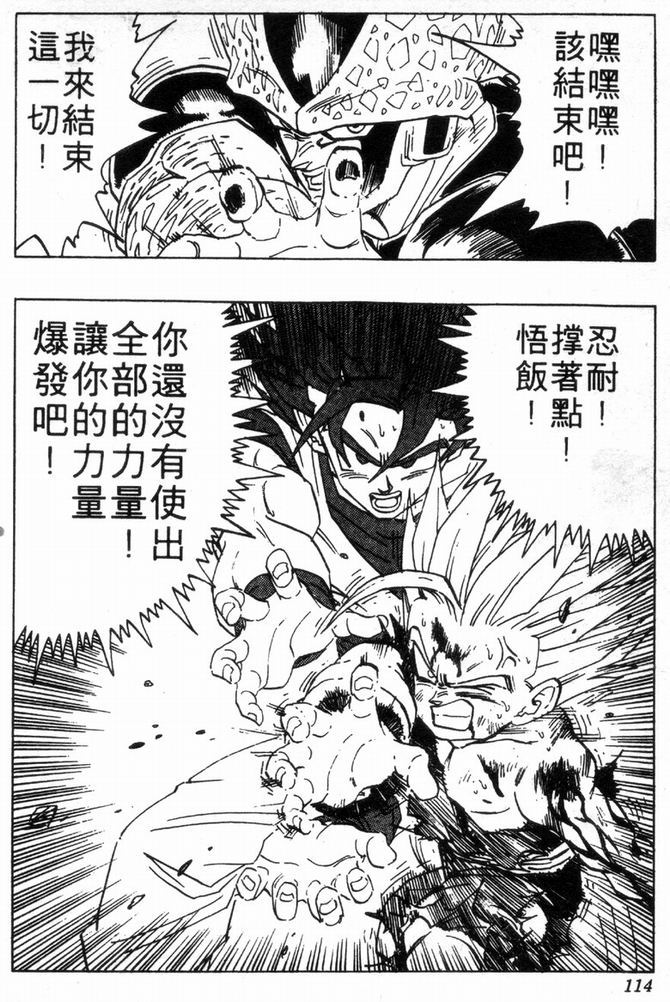 嘿嘿嘿！
該結束吧！
我來結束
這一切！
忍耐！
撐著點！
悟飯！
你還沒有使出
全部的力量！
讓你的力量
爆發吧！
114